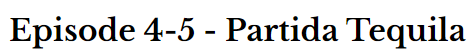 Episode 4-5 - Partida Tequila